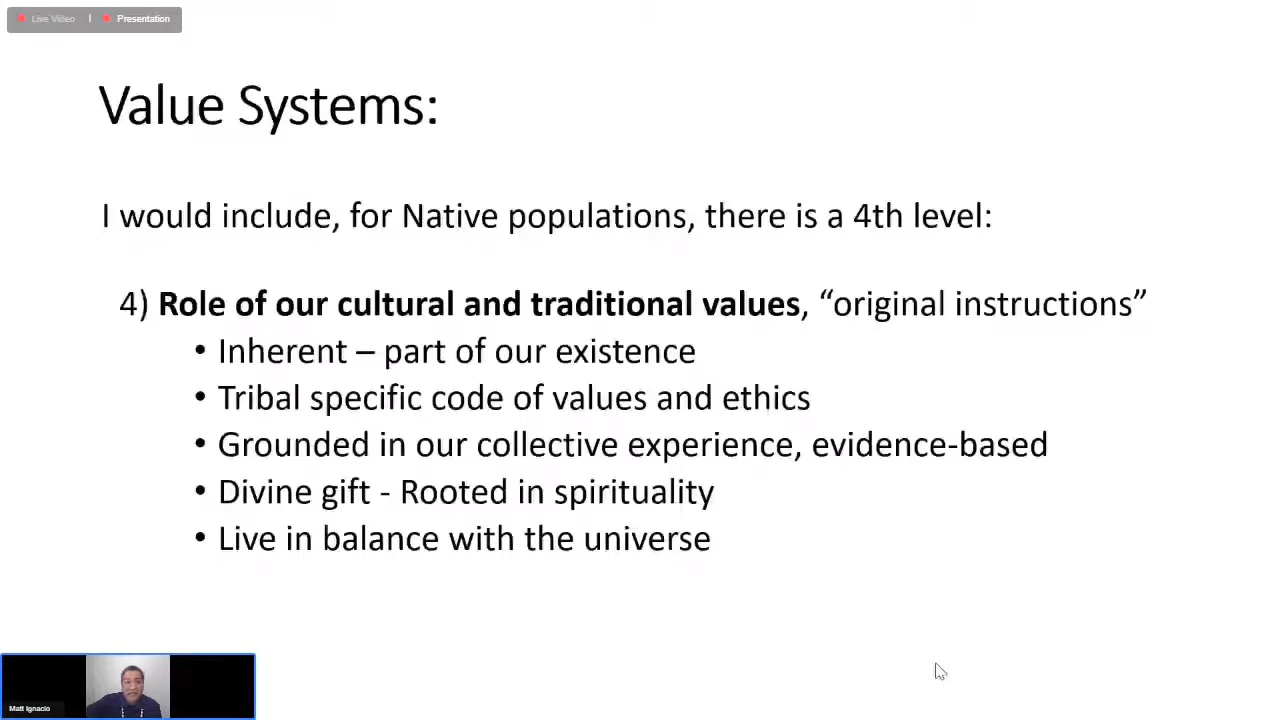 Live Video | Presentation
Value Systems:
I would include, for Native populations, there is a 4th level:
4) Role of our cultural and traditional values, “original instructions”
• Inherent – part of our existence
• Tribal specific code of values and ethics
• Grounded in our collective experience, evidence-based
• Divine gift - Rooted in spirituality
• Live in balance with the universe
Matt Ignacio